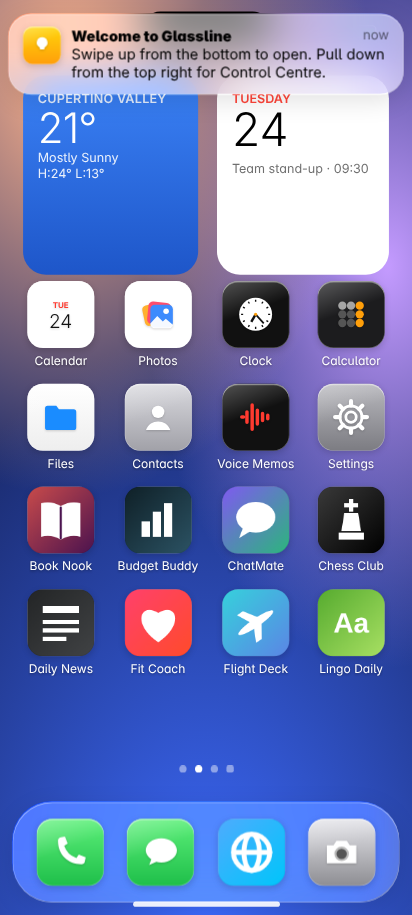 Welcome to Glassline
now
Swipe up from the bottom to open. Pull down
from the top right for Control Centre.
CUPERTINO VALLEY
21°
Mostly Sunny
H:24° L:13°
TUESDAY
24
Team stand-up · 09:30
TUE
24
Calendar
Photos
Clock
Calculator
Files
Contacts
Voice Memos
Settings
Book Nook
Budget Buddy
ChatMate
Chess Club
Aa
Daily News
Fit Coach
Flight Deck
Lingo Daily